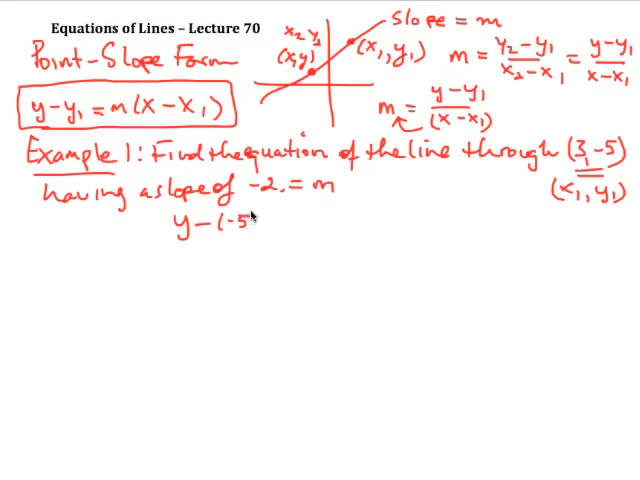 Equations of Lines – Lecture 70
Point-Slope Form
y-y₁ = m(x-x₁)
x₂ y₁
(x,y)
slope = m
(x₁, y₁)
m = y₂-y₁/x₂-x₁ = y-y₁/x-x₁
m = y-y₁/(x-x₁)
Example 1: Find the equation of the line through (3,-5)
having a slope of -2. = m
(x₁, y₁)
y-(-5